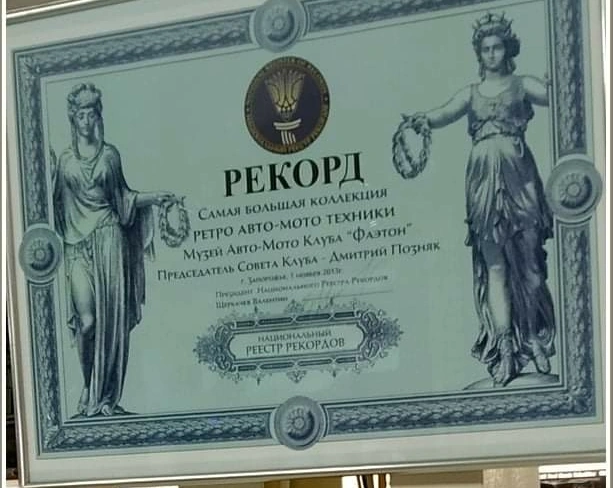 РЕКОРД
Самая большая коллекция
ретро авто-мото техники
Музей Авто-Мото Клуба "Фаэтон"
Председатель Совета Клуба - Дмитрий Позняк
г. Запорожье, 1 ноября 2013г.
Президент Национального Реестра Рекордов
Щербачев Валентин
НАЦИОНАЛЬНЫЙ
РЕЕСТР РЕКОРДОВ